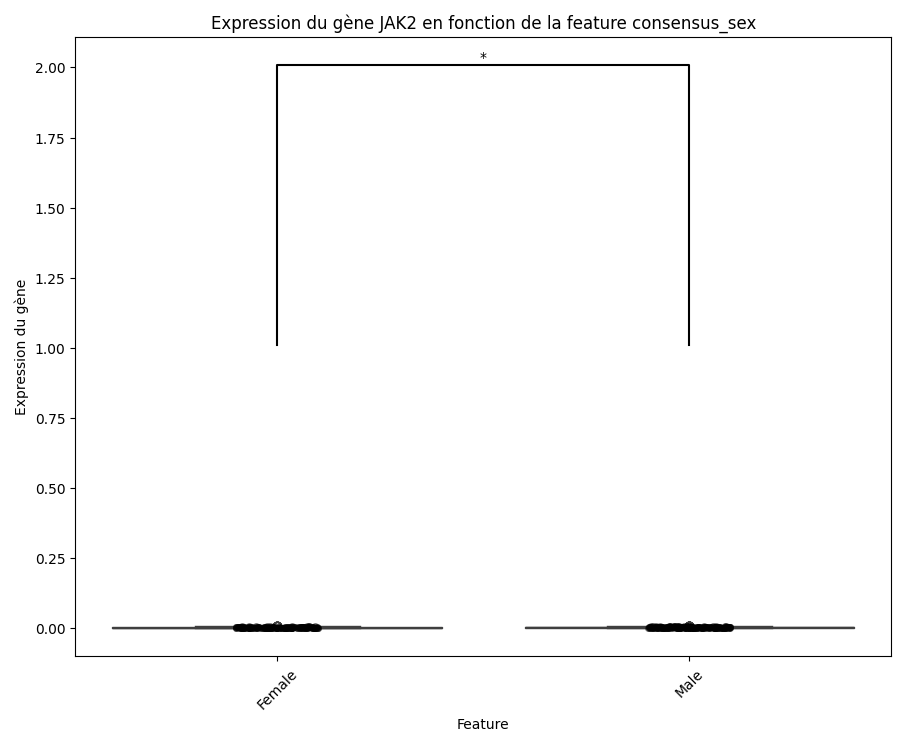 Expression du gène JAK2 en fonction de la feature consensus_sex
*
2.00
1.75
1.50
1.25
1.00
0.75
0.50
0.25
0.00
Expression du gène
Female
Male
Feature